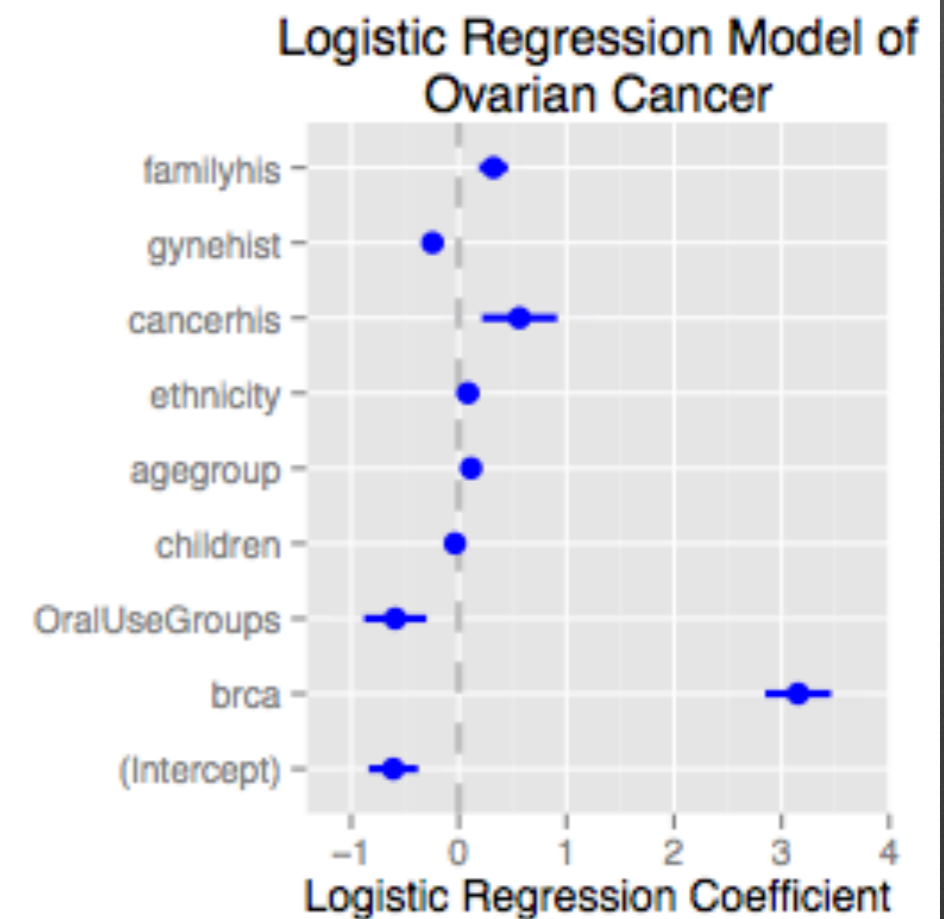 Logistic Regression Model of
Ovarian Cancer
familyhis
gynehist
cancerhis
ethnicity
agegroup
children
OralUseGroups
brca
(Intercept)
−1 0 1 2 3 4
Logistic Regression Coefficient